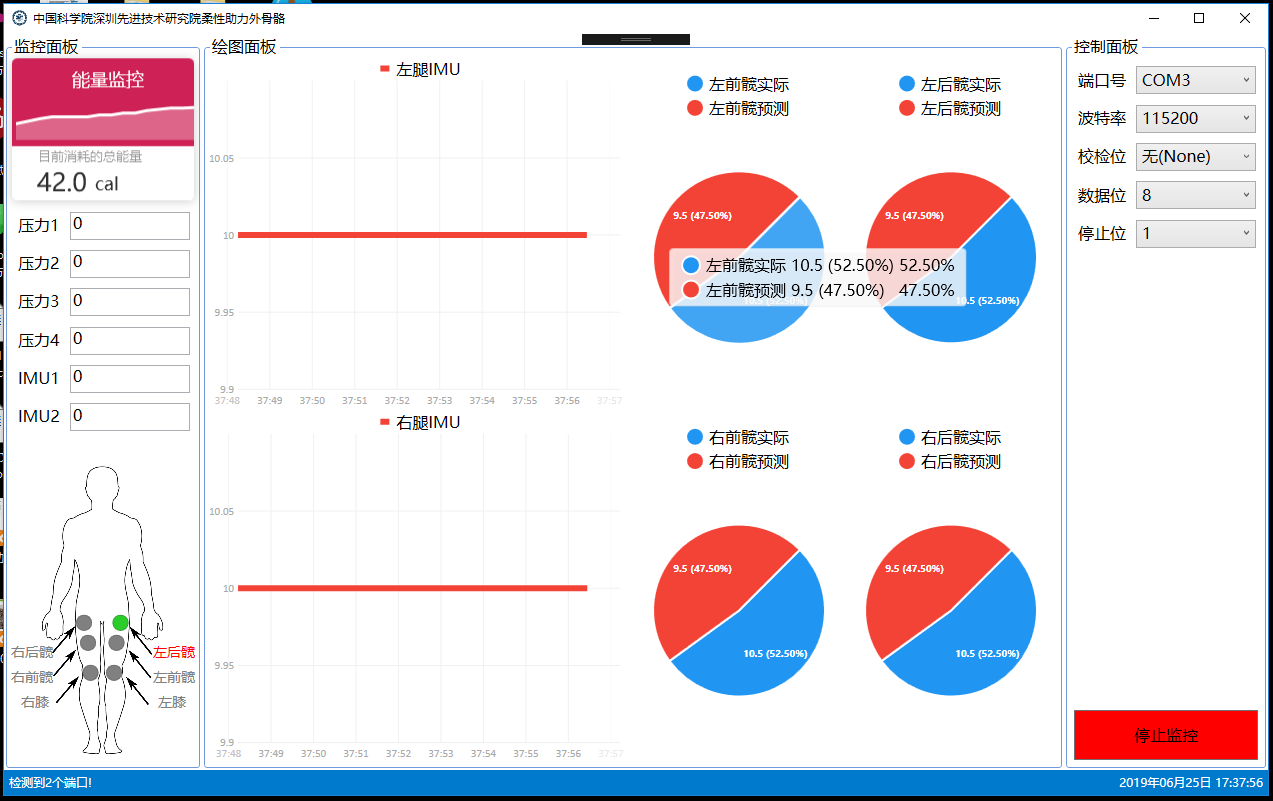 中国科学院深圳先进技术研究院柔性助力外骨骼
监控面板
能量监控
目前消耗的总能量
42.0 cal
压力1 0
压力2 0
压力3 0
压力4 0
IMU1 0
IMU2 0
右后髋
左后髋
右前髋
左前髋
右膝
左膝
绘图面板
左腿IMU
10.05
10
9.95
9.9
37:48 37:49 37:50 37:51 37:52 37:53 37:54 37:55 37:56 37:57
左前髋实际
左前髋预测
9.5 (47.50%)
左前髋实际 10.5 (52.50%) 52.50%
左前髋预测 9.5 (47.50%) 47.50%
左后髋实际
左后髋预测
9.5 (47.50%)
10.5 (52.50%)
右腿IMU
10.05
10
9.95
9.9
37:48 37:49 37:50 37:51 37:52 37:53 37:54 37:55 37:56 37:57
右前髋实际
右前髋预测
9.5 (47.50%)
10.5 (52.50%)
右后髋实际
右后髋预测
9.5 (47.50%)
10.5 (52.50%)
控制面板
端口号 COM3
波特率 115200
校检位 无(None)
数据位 8
停止位 1
停止监控
检测到2个端口!
2019年06月25日 17:37:56